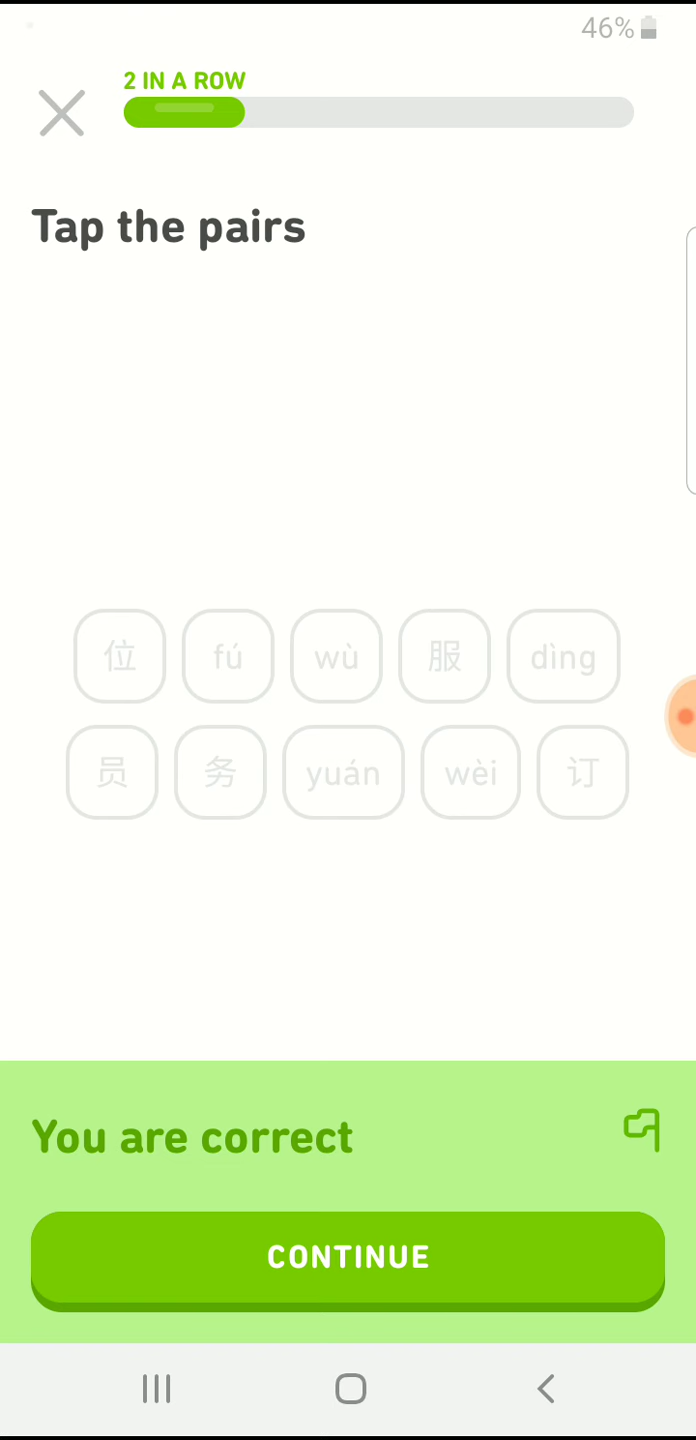 46%
2 IN A ROW
Tap the pairs
位 fú wù 服 dìng
员 务 yuán wèi 订
You are correct
CONTINUE